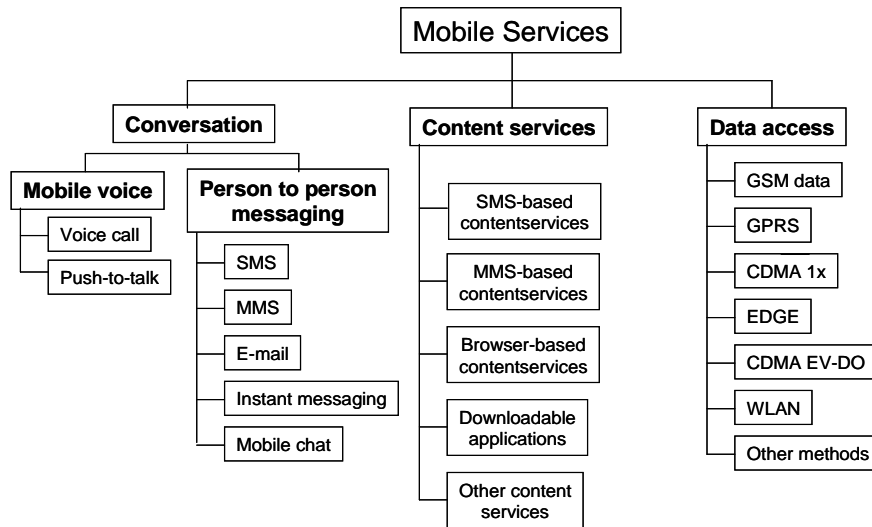 Mobile Services
Conversation
Mobile voice
Voice call
Push-to-talk
Person to person
messaging
SMS
MMS
E-mail
Instant messaging
Mobile chat
Content services
SMS-based
contentservices
MMS-based
contentservices
Browser-based
contentservices
Downloadable
applications
Other content
services
Data access
GSM data
GPRS
CDMA 1x
EDGE
CDMA EV-DO
WLAN
Other methods